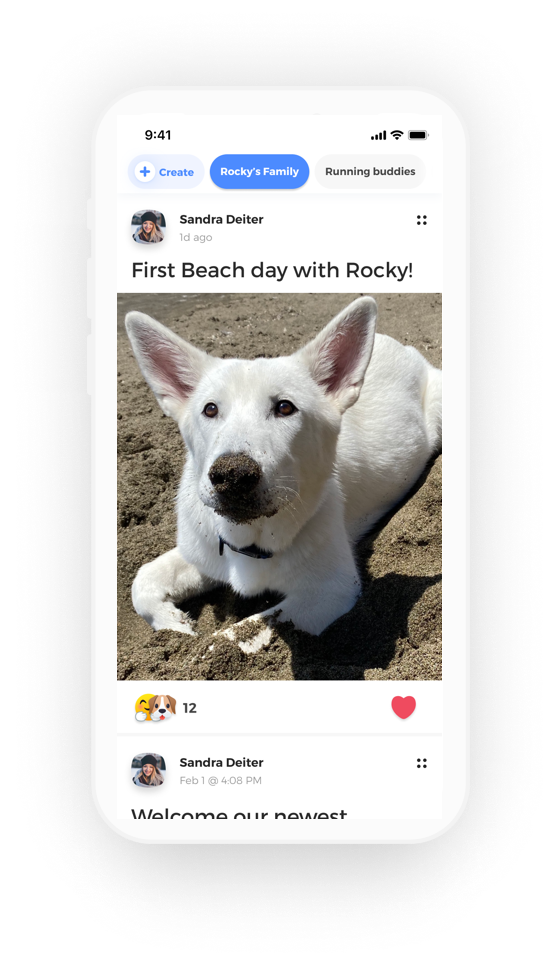 9:41
Create
Rocky's Family
Running buddies
Sandra Deiter
1d ago
First Beach day with Rocky!
12
Sandra Deiter
Feb 1 @ 4:08 PM
Welcome our newest